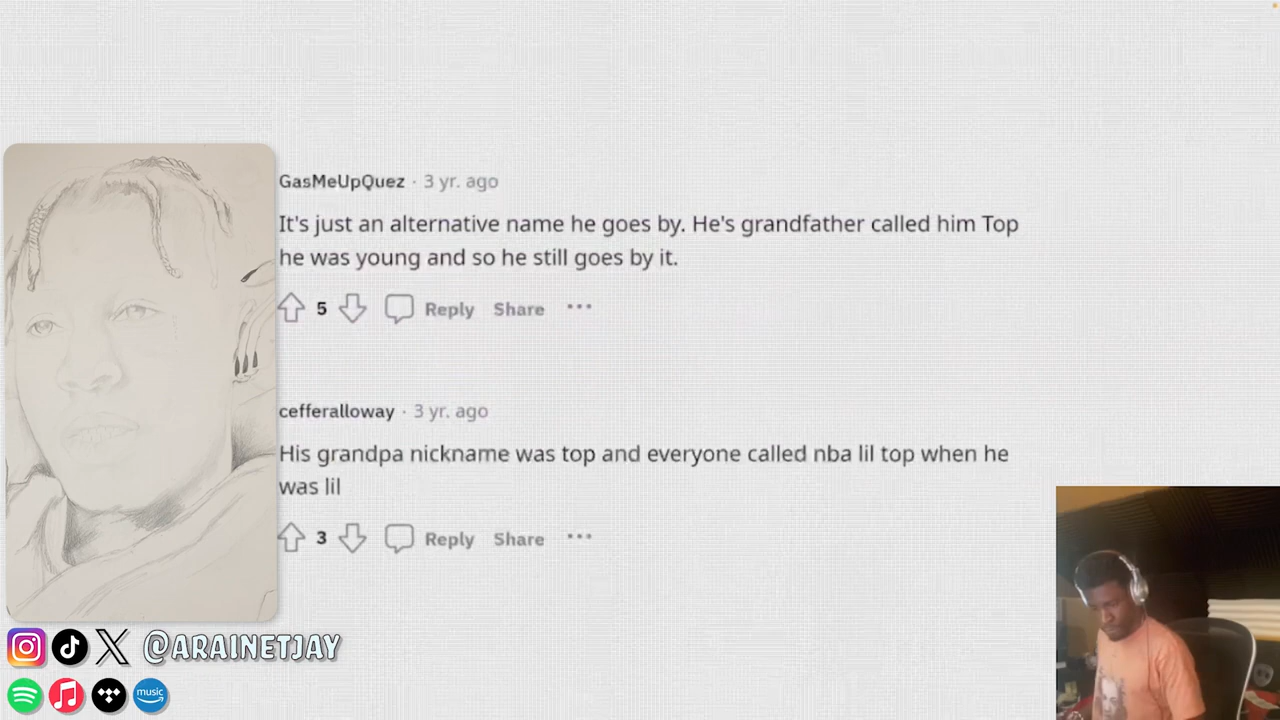 GasMeUpQuez · 3 yr. ago
It's just an alternative name he goes by. He's grandfather called him Top
he was young and so he still goes by it.
5 Reply Share ···
cefferalloway · 3 yr. ago
His grandpa nickname was top and everyone called nba lil top when he
was lil
3 Reply Share ···
@ARAINETJAY
music